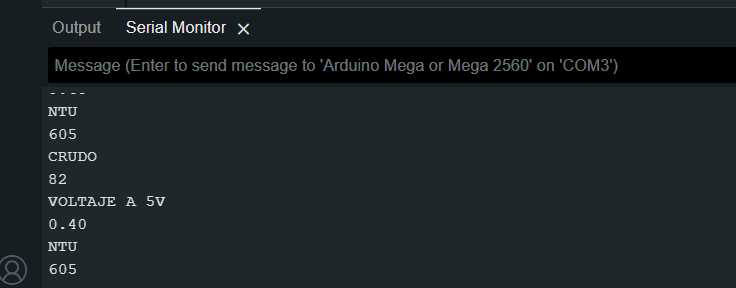 Output Serial Monitor
Message (Enter to send message to 'Arduino Mega or Mega 2560' on 'COM3')
NTU
605
CRUDO
82
VOLTAJE A 5V
0.40
NTU
605